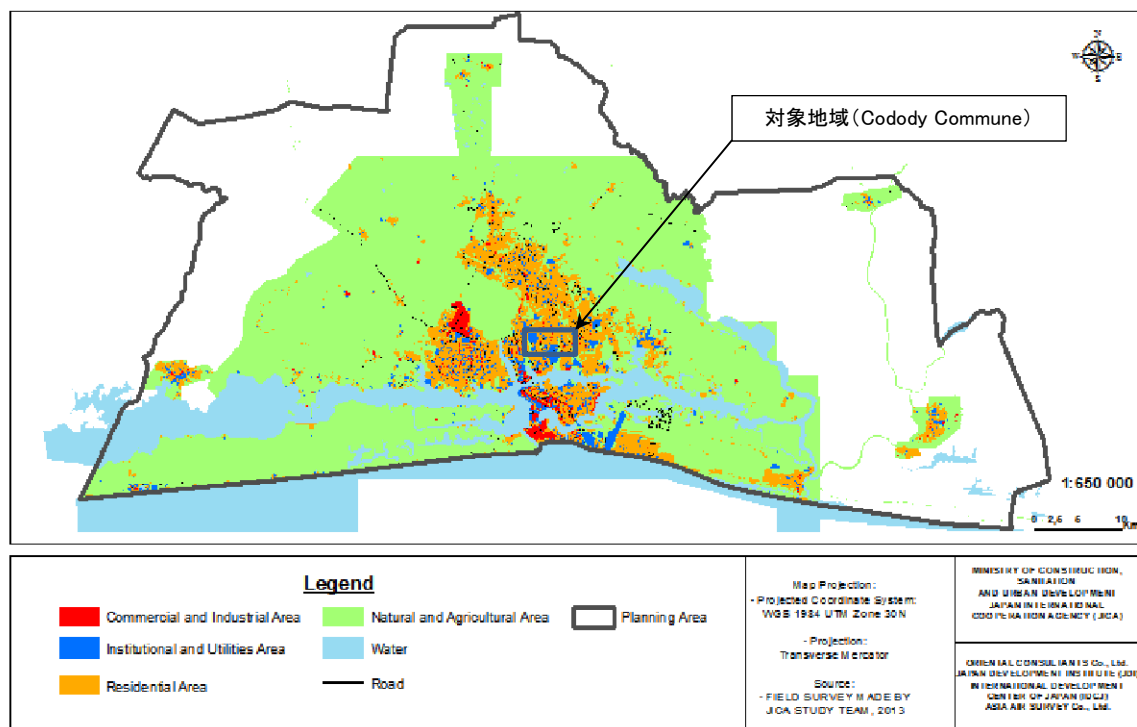 N
W
E
S
対象地域(Codody Commune)
1:650 000
0 2,5 5 10
Km
Legend
Commercial and Industrial Area
Institutional and Utilities Area
Residential Area
Natural and Agricultural Area
Water
Road
Planning Area
Map Projection:
- Projected Coordinate System:
WGS 1984 UTM Zone 30N
- Projection:
Transverse Mercator
Source:
- FIELD SURVEY MADE BY
JICA STUDY TEAM, 2013
MINISTRY OF CONSTRUCTION,
SANITATION
AND URBAN DEVELOPMENT
JAPAN INTERNATIONAL
COOPERATION AGENCY (JICA)
ORIENTAL CONSULTANTS Co., Ltd.
JAPAN DEVELOPMENT INSTITUTE (JDI)
INTERNATIONAL DEVELOPMENT
CENTER OF JAPAN (IDCJ)
ASIA AIR SURVEY Co., Ltd.